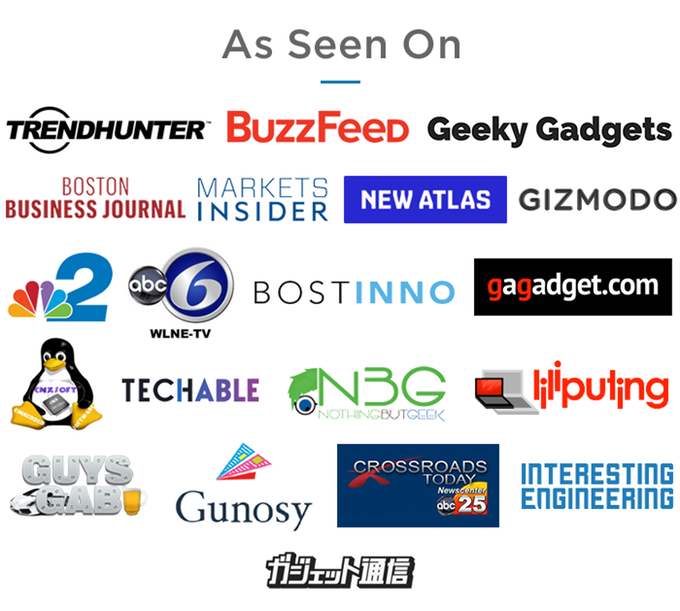 As Seen On
TRENDHUNTER™
BUZZFEED
Geeky Gadgets
BOSTON
BUSINESS JOURNAL
MARKETS
INSIDER
NEW ATLAS
GIZMODO
2
abc 6
WLNE-TV
BOSTINNO
gagadget.com
CNX SOFT
TECHABLE
NBG
NOTHINGBUTGEEK
liliputing
GUYS
GAB
Gunosy
CROSSROADS
TODAY
Newscenter
abc 25
INTERESTING
ENGINEERING
ガジェット通信